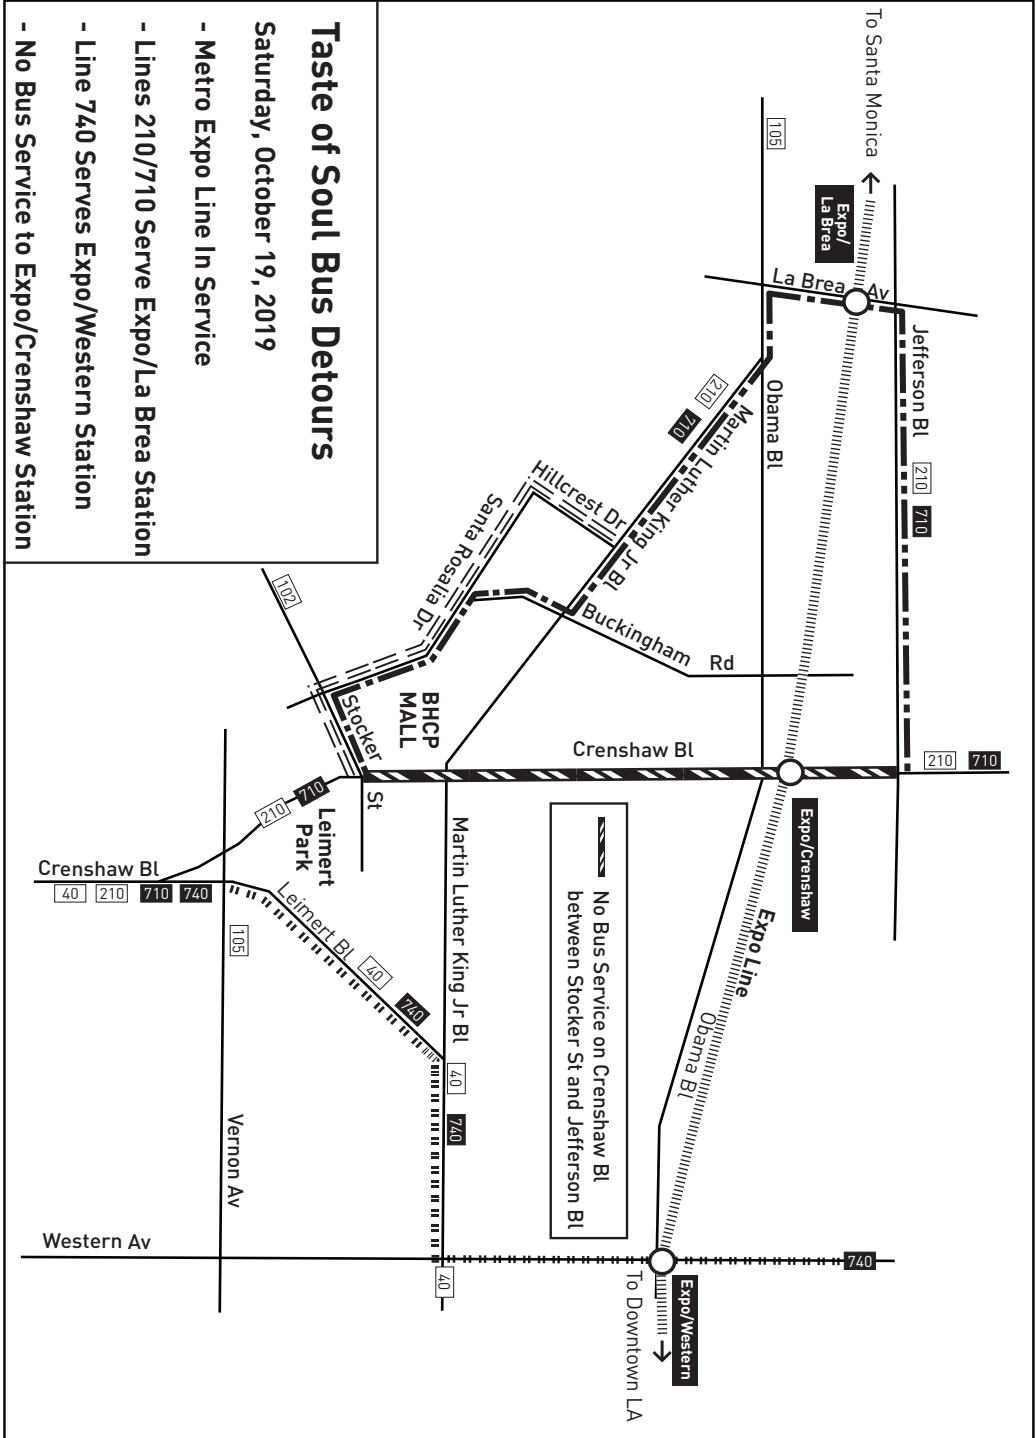 Taste of Soul Bus Detours
Saturday, October 19, 2019
- Metro Expo Line In Service
- Lines 210/710 Serve Expo/La Brea Station
- Line 740 Serves Expo/Western Station
- No Bus Service to Expo/Crenshaw Station
To Santa Monica
Expo/
La Brea
105
La Brea Av
Jefferson Bl
210 710
Obama Bl
210
710
Martin Luther King Jr Bl
Hillcrest Dr
Santa Rosalia Dr
Buckingham Rd
102
BHCP
MALL
Stocker St
Crenshaw Bl
210 710
Expo/Crenshaw
Expo Line
Obama Bl
No Bus Service on Crenshaw Bl
between Stocker St and Jefferson Bl
Leimert
Park
710
210
Crenshaw Bl
40 210 710 740
105
Leimert Bl
40
740
Martin Luther King Jr Bl
40
740
Vernon Av
Western Av
40
740
Expo/Western
To Downtown LA